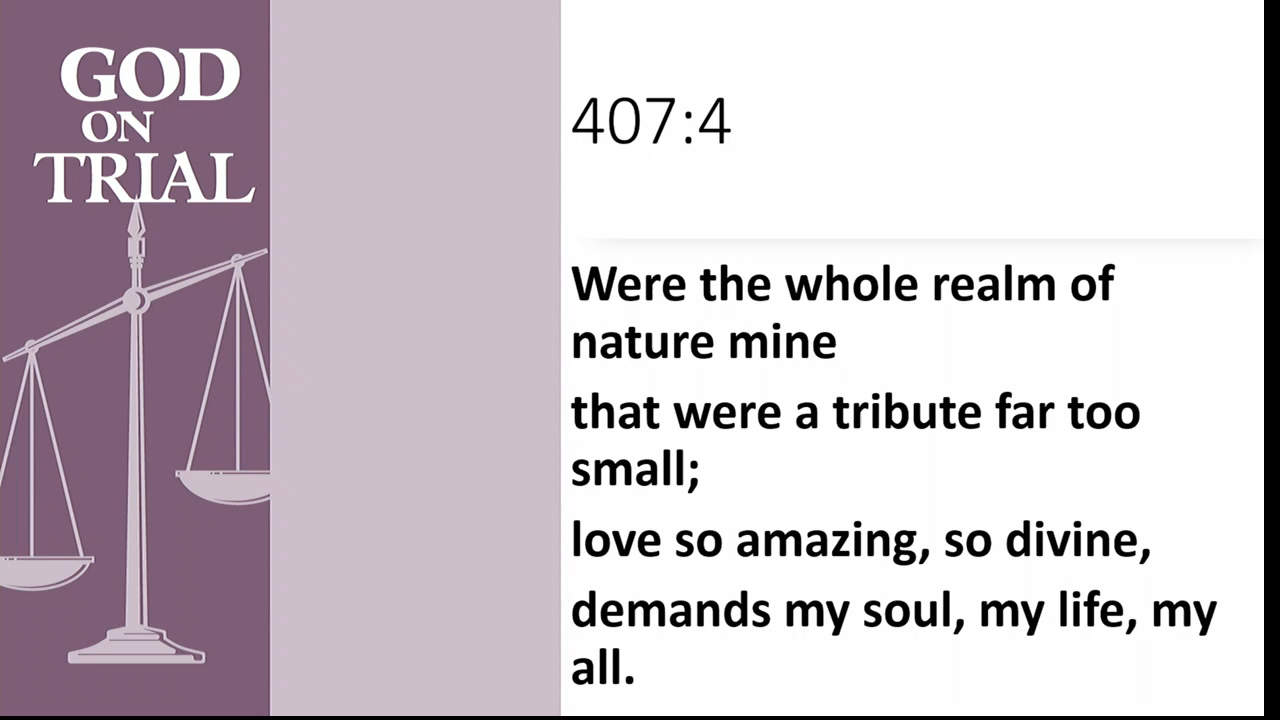 GOD
ON
TRIAL
407:4
Were the whole realm of
nature mine
that were a tribute far too
small;
love so amazing, so divine,
demands my soul, my life, my
all.